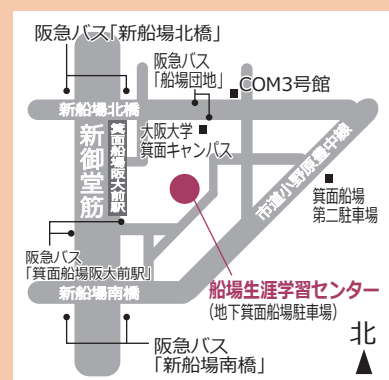 阪急バス「新船場北橋」
阪急バス
「船場団地」
COM3号館
新船場北橋
大阪大学
箕面キャンパス
新御堂筋
箕面船場阪大前駅
市道小野原豊中線
箕面船場
第二駐車場
阪急バス
「箕面船場阪大前駅」
船場生涯学習センター
(地下箕面船場駐車場)
新船場南橋
阪急バス
「新船場南橋」
北